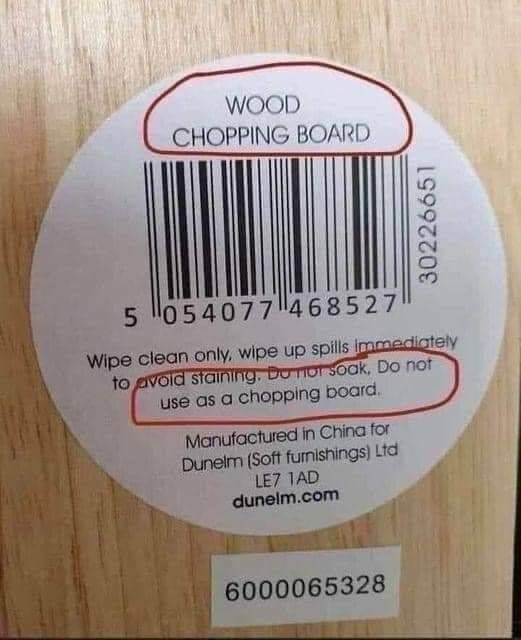 WOOD
CHOPPING BOARD
30226651
5 054077 468527
Wipe clean only, wipe up spills immediately
to avoid staining. Do not soak, Do not
use as a chopping board.
Manufactured in China for
Dunelm (Soft furnishings) Ltd
LE7 1AD
dunelm.com
6000065328